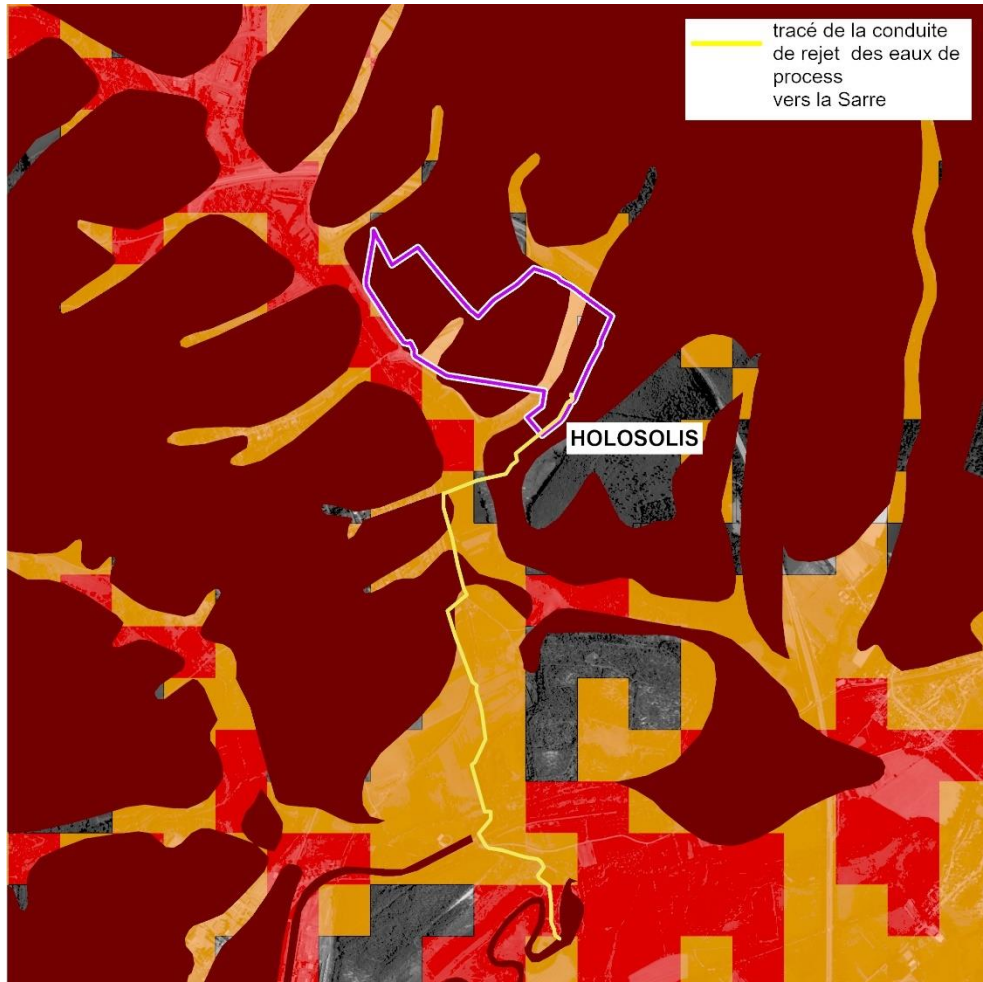 tracé de la conduite
de rejet des eaux de
process
vers la Sarre
HOLOSOLIS